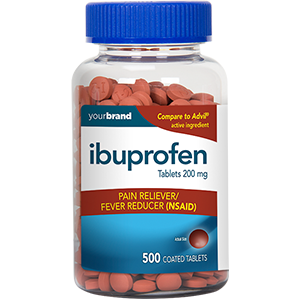 yourbrand
Compare to Advil®
active ingredient
ibuprofen
Tablets 200 mg
PAIN RELIEVER/
FEVER REDUCER (NSAID)
500 COATED TABLETS